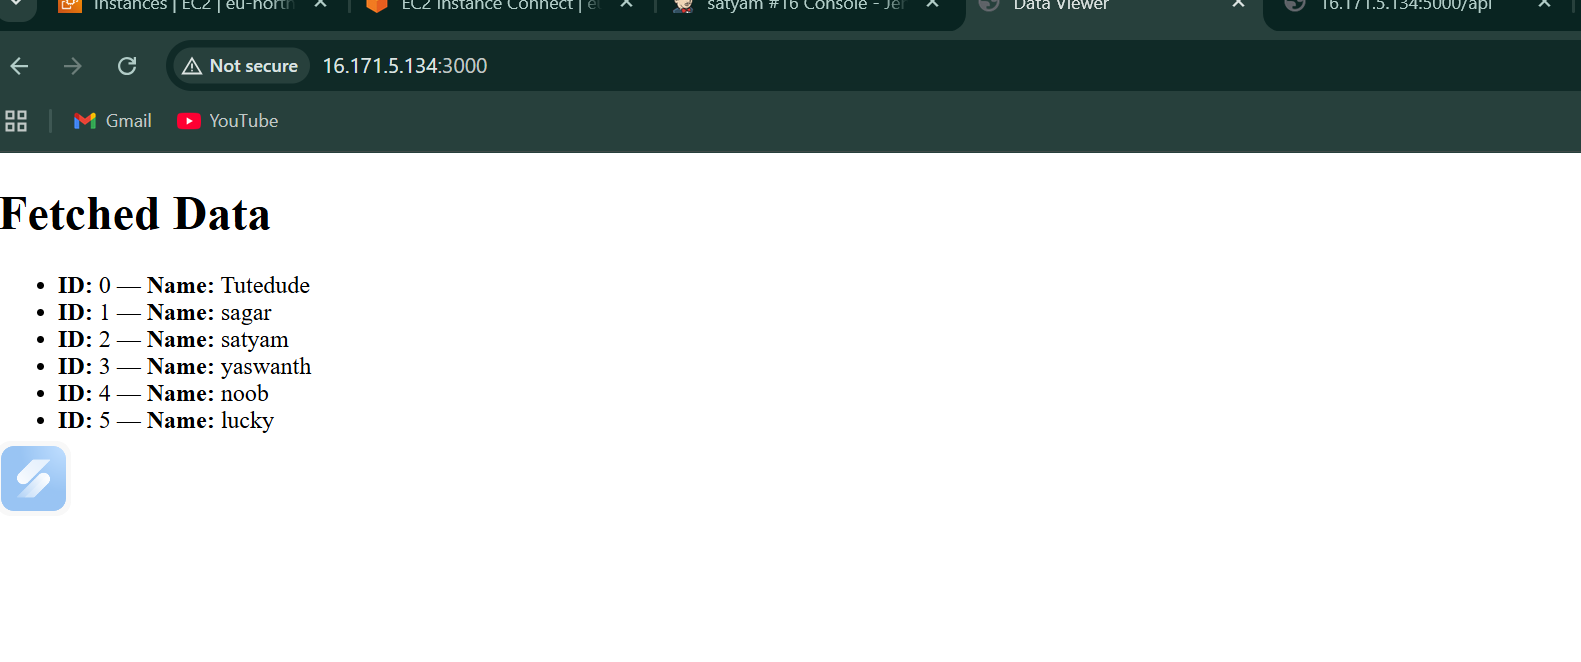 Instances | EC2 | eu-north
EC2 Instance Connect | e
satyam #16 Console - Jer
Data Viewer
16.171.5.134:5000/api
Not secure
16.171.5.134:3000
Gmail
YouTube
Fetched Data
ID: 0 — Name: Tutedude
ID: 1 — Name: sagar
ID: 2 — Name: satyam
ID: 3 — Name: yaswanth
ID: 4 — Name: noob
ID: 5 — Name: lucky